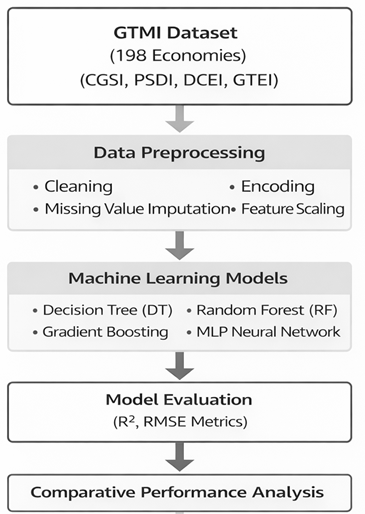 GTMI Dataset
(198 Economies)
(CGSI, PSDI, DCEI, GTEI)
Data Preprocessing
• Cleaning • Encoding
• Missing Value Imputation • Feature Scaling
Machine Learning Models
• Decision Tree (DT) • Random Forest (RF)
• Gradient Boosting • MLP Neural Network
Model Evaluation
(R², RMSE Metrics)
Comparative Performance Analysis